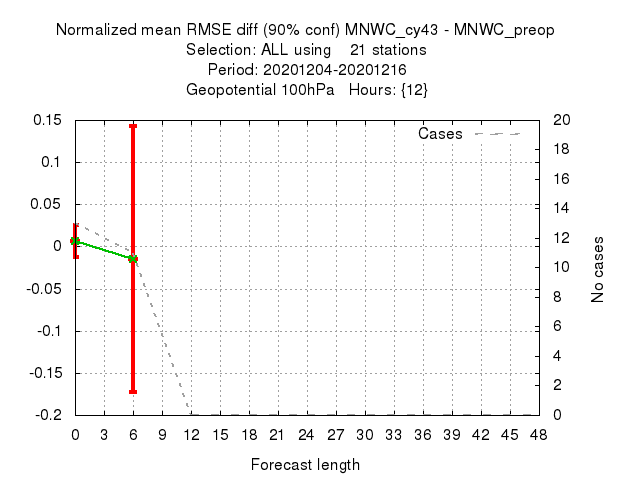 Normalized mean RMSE diff (90% conf) MNWC_cy43 - MNWC_preop
Selection: ALL using 21 stations
Period: 20201204-20201216
Geopotential 100hPa Hours: {12}
0.15
0.1
0.05
0
-0.05
-0.1
-0.15
-0.2
Cases
20
18
16
14
12
10
8
6
4
2
0
No cases
0 3 6 9 12 15 18 21 24 27 30 33 36 39 42 45 48
Forecast length